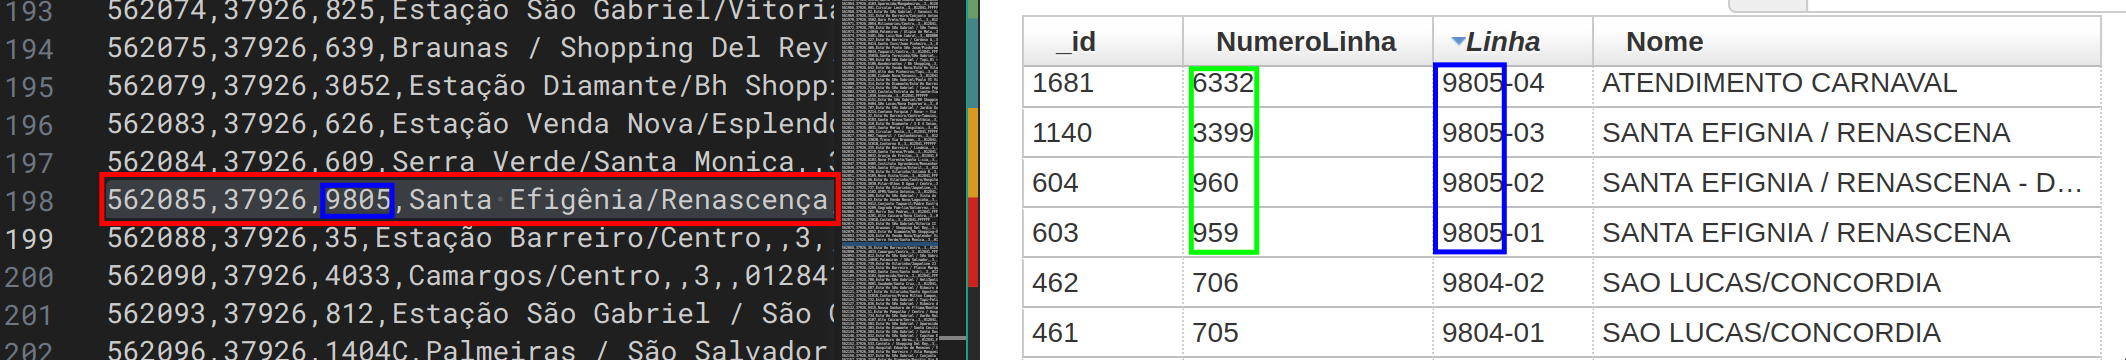 193 562074,37926,825,Estação São Gabriel/Vitoria
194 562075,37926,639,Braunas / Shopping Del Rey,
195 562079,37926,3052,Estação Diamante/Bh Shopp
196 562083,37926,626,Estação Venda Nova/Esplend
197 562084,37926,609,Serra Verde/Santa Monica,,3
198 562085,37926,9805,Santa Efigênia/Renascença
199 562088,37926,35,Estação Barreiro/Centro,,3,
200 562090,37926,4033,Camargos/Centro,,3,,01284
201 562093,37926,812,Estação São Gabriel / São
202 562096,37926,1404C,Palmeiras / São Salvador
_id NumeroLinha Linha Nome
1681 6332 9805-04 ATENDIMENTO CARNAVAL
1140 3399 9805-03 SANTA EFIGNIA / RENASCENA
604 960 9805-02 SANTA EFIGNIA / RENASCENA - D...
603 959 9805-01 SANTA EFIGNIA / RENASCENA
462 706 9804-02 SAO LUCAS/CONCORDIA
461 705 9804-01 SAO LUCAS/CONCORDIA